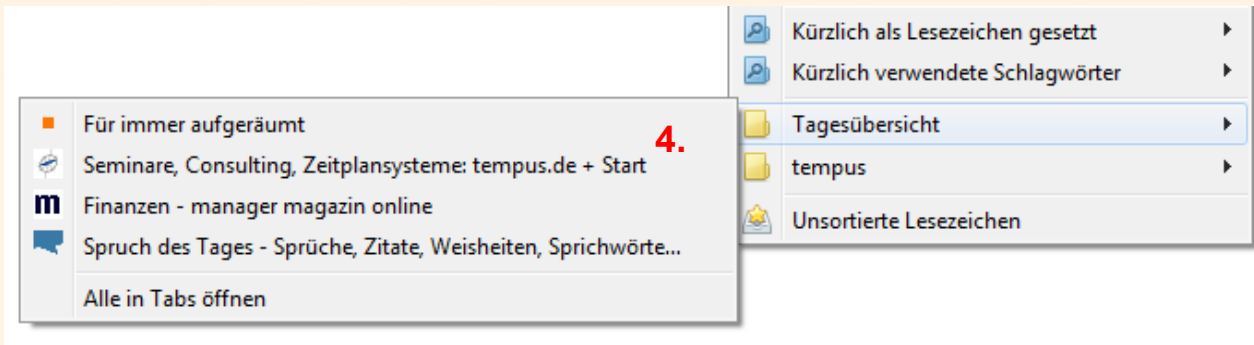 Kürzlich als Lesezeichen gesetzt
Kürzlich verwendete Schlagwörter
Tagesübersicht
tempus
Unsortierte Lesezeichen
4.
Für immer aufgeräumt
Seminare, Consulting, Zeitplansysteme: tempus.de + Start
m Finanzen - manager magazin online
Spruch des Tages - Sprüche, Zitate, Weisheiten, Sprichwörte...
Alle in Tabs öffnen